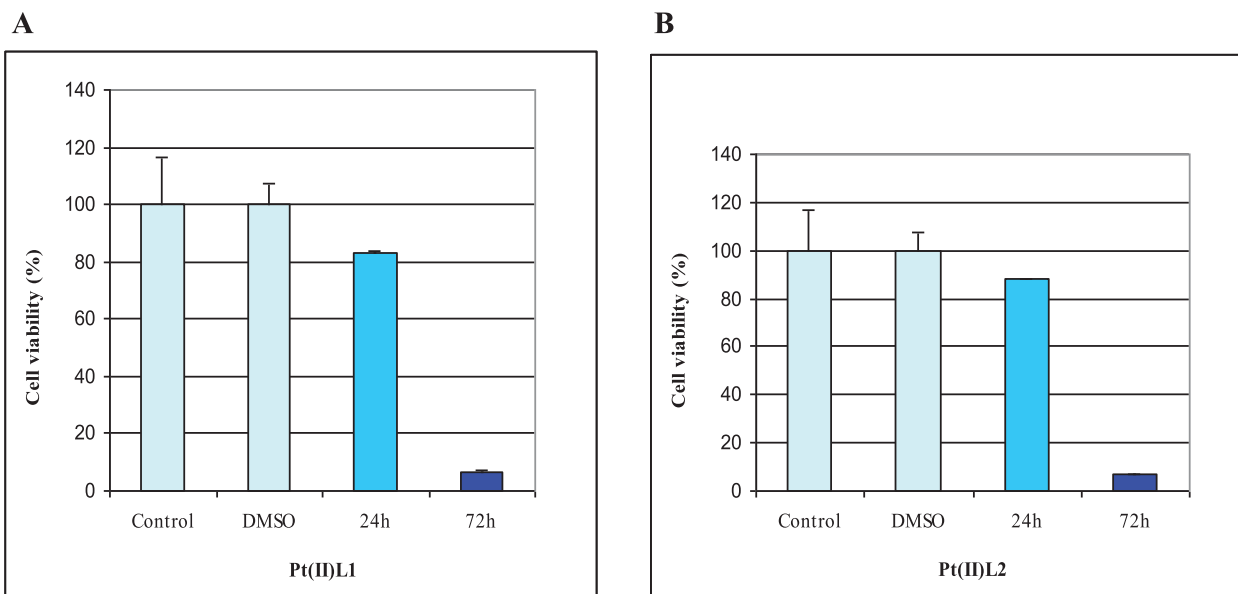 A
Cell viability (%)
140
120
100
80
60
40
20
0
Control DMSO 24h 72h
Pt(II)L1
B
Cell viability (%)
140
120
100
80
60
40
20
0
Control DMSO 24h 72h
Pt(II)L2